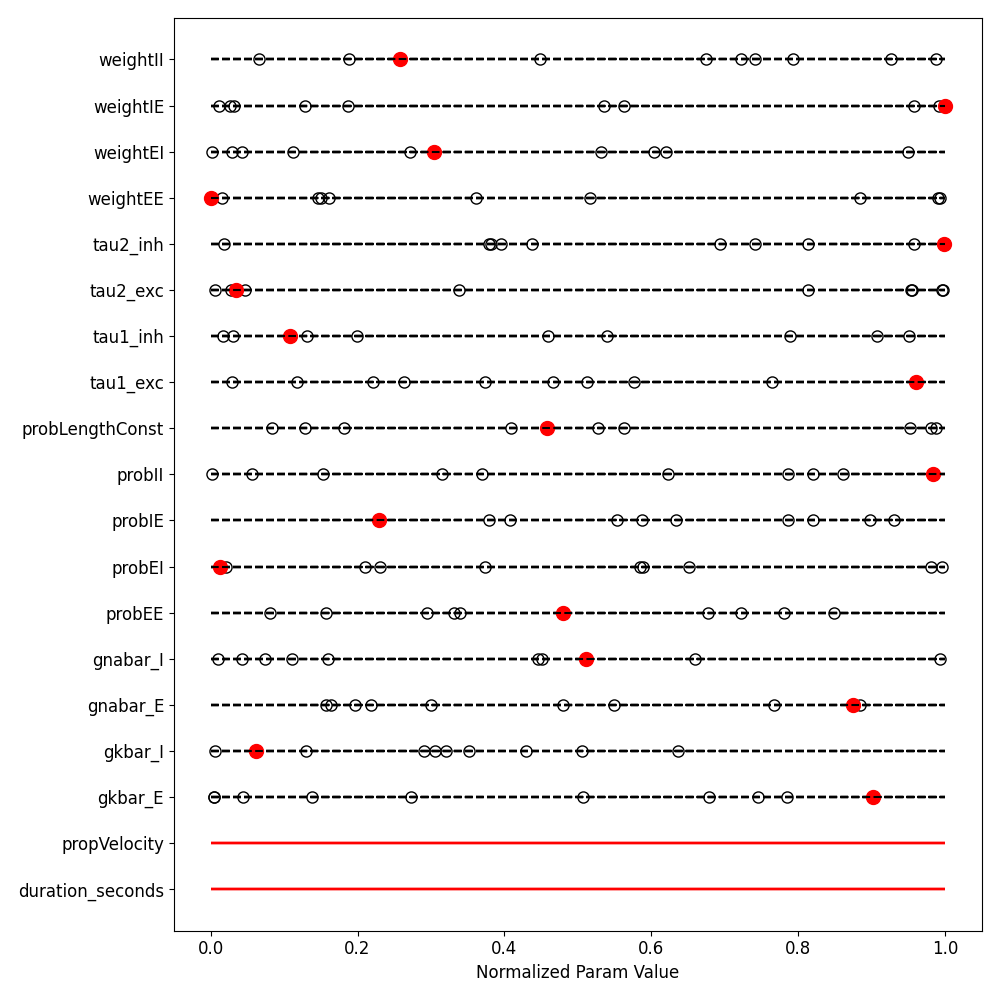 weightII
weightIE
weightEI
weightEE
tau2_inh
tau2_exc
tau1_inh
tau1_exc
probLengthConst
probII
probIE
probEI
probEE
gnabar_I
gnabar_E
gkbar_I
gkbar_E
propVelocity
duration_seconds
0.0 0.2 0.4 0.6 0.8 1.0
Normalized Param Value